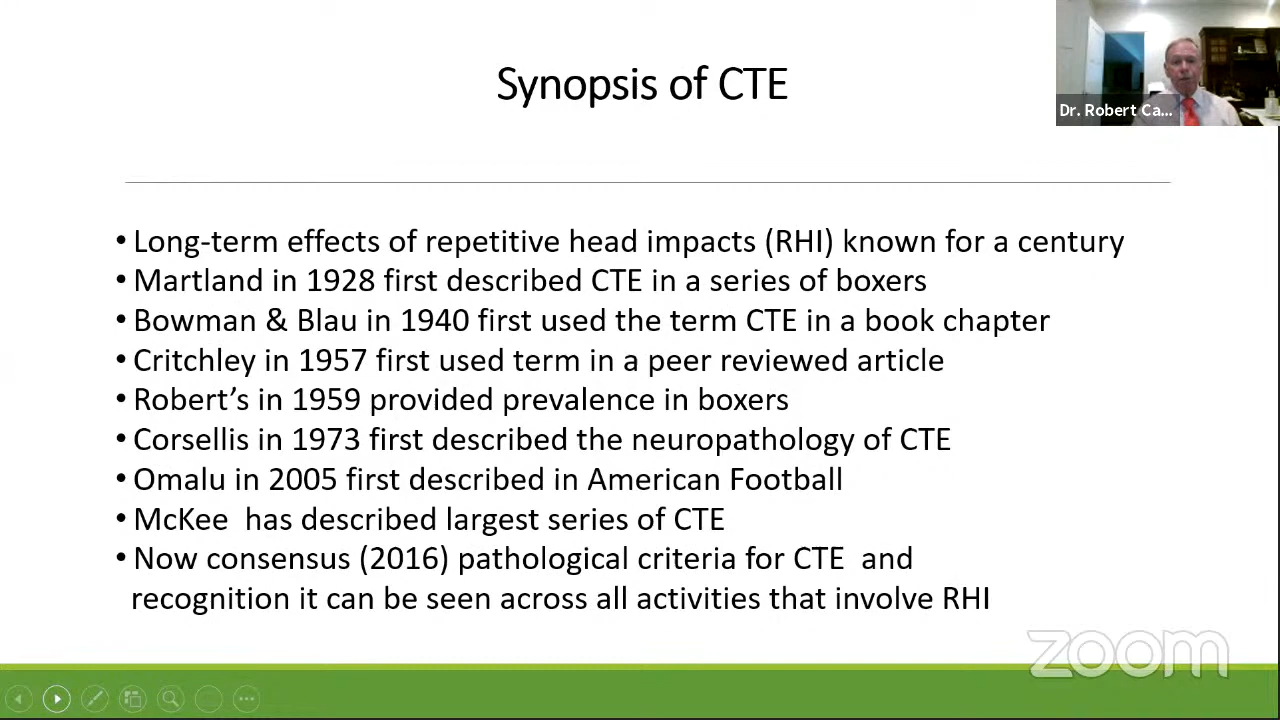 Synopsis of CTE
Dr. Robert Ca...
• Long-term effects of repetitive head impacts (RHI) known for a century
• Martland in 1928 first described CTE in a series of boxers
• Bowman & Blau in 1940 first used the term CTE in a book chapter
• Critchley in 1957 first used term in a peer reviewed article
• Robert’s in 1959 provided prevalence in boxers
• Corsellis in 1973 first described the neuropathology of CTE
• Omalu in 2005 first described in American Football
• McKee has described largest series of CTE
• Now consensus (2016) pathological criteria for CTE and
recognition it can be seen across all activities that involve RHI
zoom